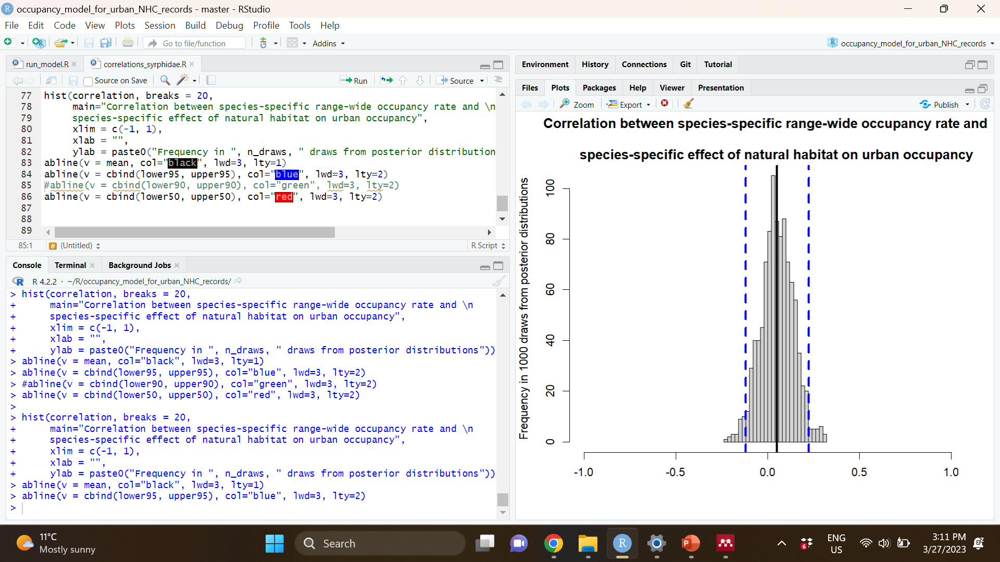 occupancy_model_for_urban_NHC_records - master - RStudio
File Edit Code View Plots Session Build Debug Profile Tools Help
Go to file/function
Addins
occupancy_model_for_urban_NHC_records
run_model.R
correlations_syrphidae.R
Source on Save
Run
Source
77 hist(correlation, breaks = 20,
78 main="Correlation between species-specific range-wide occupancy rate and \n
79 species-specific effect of natural habitat on urban occupancy",
80 xlim = c(-1, 1),
81 xlab = "",
82 ylab = paste0("Frequency in ", n_draws, " draws from posterior distribution
83 abline(v = mean, col="black", lwd=3, lty=1)
84 abline(v = cbind(lower95, upper95), col="blue", lwd=3, lty=2)
85 #abline(v = cbind(lower90, upper90), col="green", lwd=3, lty=2)
86 abline(v = cbind(lower50, upper50), col="red", lwd=3, lty=2)
87
88
89
85:1
# (Untitled)
R Script
Console Terminal Background Jobs
R 4.2.2 · ~/R/occupancy_model_for_urban_NHC_records/
> hist(correlation, breaks = 20,
+ main="Correlation between species-specific range-wide occupancy rate and \n
+ species-specific effect of natural habitat on urban occupancy",
+ xlim = c(-1, 1),
+ xlab = "",
+ ylab = paste0("Frequency in ", n_draws, " draws from posterior distributions"))
> abline(v = mean, col="black", lwd=3, lty=1)
> abline(v = cbind(lower95, upper95), col="blue", lwd=3, lty=2)
> #abline(v = cbind(lower90, upper90), col="green", lwd=3, lty=2)
> abline(v = cbind(lower50, upper50), col="red", lwd=3, lty=2)
>
> hist(correlation, breaks = 20,
+ main="Correlation between species-specific range-wide occupancy rate and \n
+ species-specific effect of natural habitat on urban occupancy",
+ xlim = c(-1, 1),
+ xlab = "",
+ ylab = paste0("Frequency in ", n_draws, " draws from posterior distributions"))
> abline(v = mean, col="black", lwd=3, lty=1)
> abline(v = cbind(lower95, upper95), col="blue", lwd=3, lty=2)
>
Environment History Connections Git Tutorial
Files Plots Packages Help Viewer Presentation
Zoom Export Publish
Correlation between species-specific range-wide occupancy rate and
species-specific effect of natural habitat on urban occupancy
Frequency in 1000 draws from posterior distributions
100
80
60
40
20
0
-1.0 -0.5 0.0 0.5 1.0
11°C
Mostly sunny
Search
R
P
6
ENG
US
3:11 PM
3/27/2023